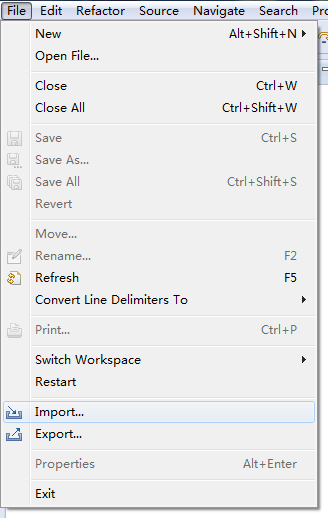 File Edit Refactor Source Navigate Search
New Alt+Shift+N
Open File...
Close Ctrl+W
Close All Ctrl+Shift+W
Save Ctrl+S
Save As...
Save All Ctrl+Shift+S
Revert
Move...
Rename... F2
Refresh F5
Convert Line Delimiters To
Print... Ctrl+P
Switch Workspace
Restart
Import...
Export...
Properties Alt+Enter
Exit